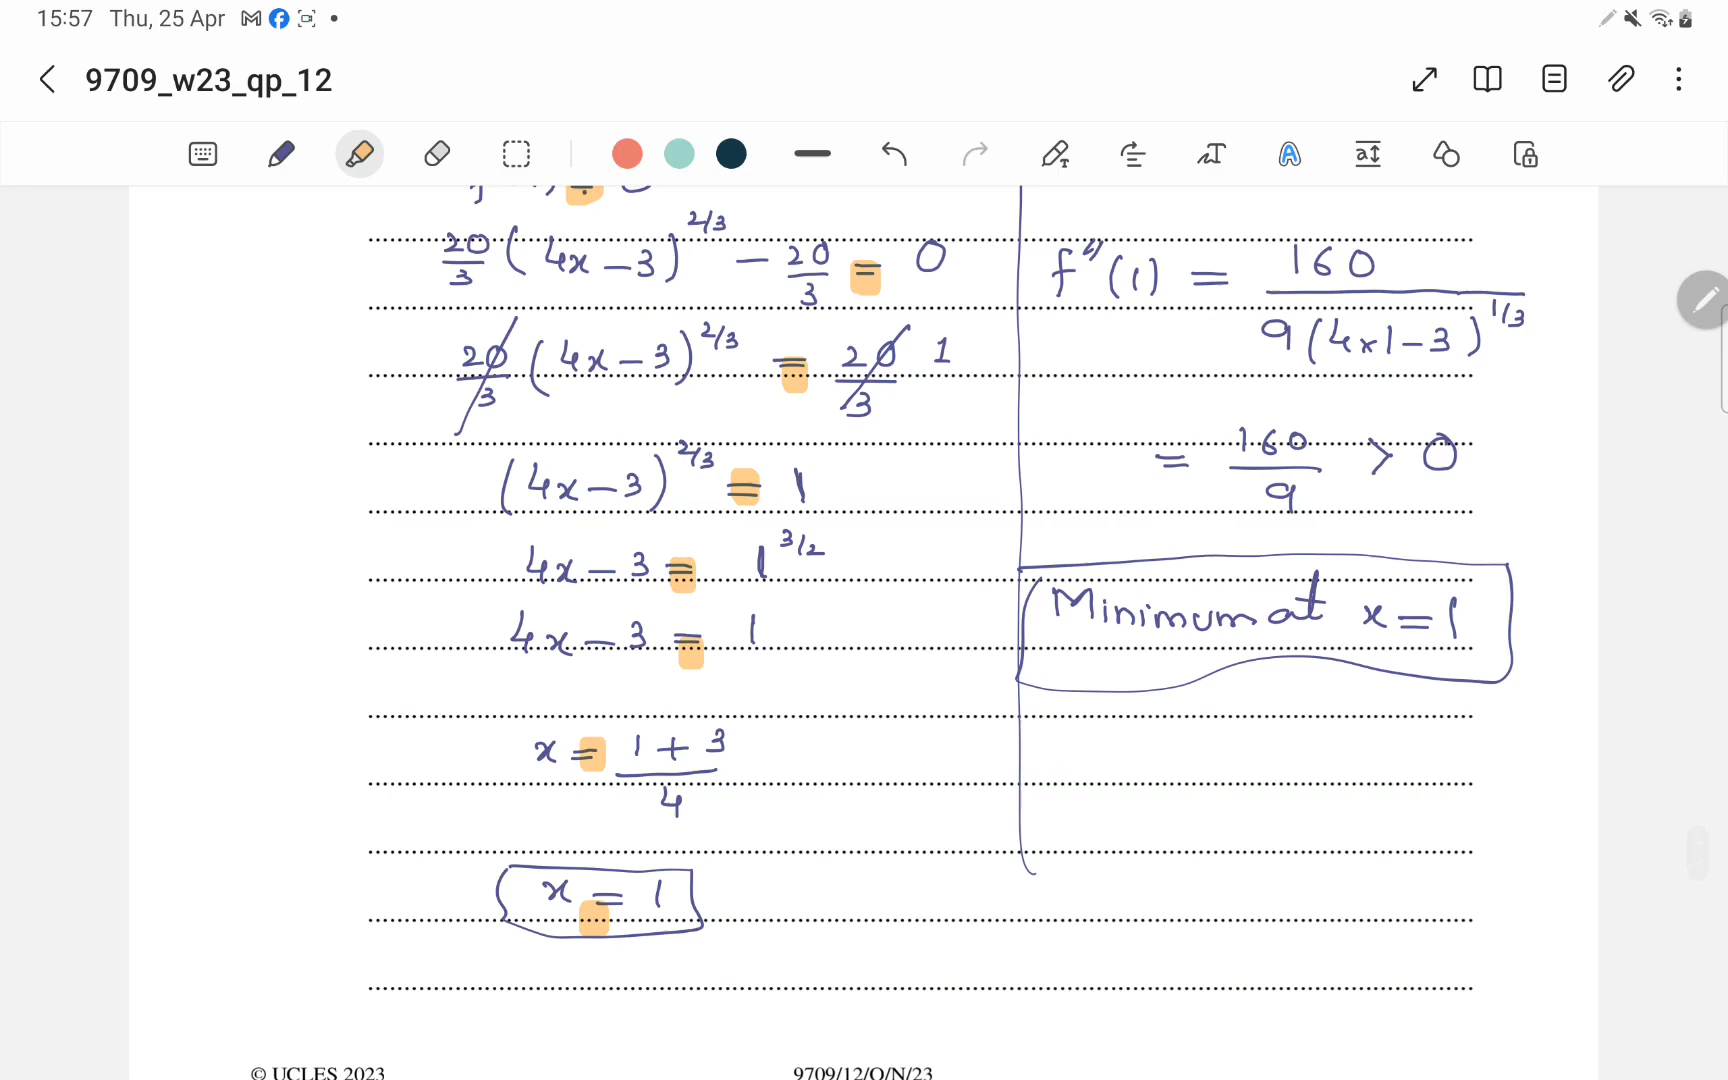 15:57 Thu, 25 Apr
9709_w23_qp_12
20/3 (4x - 3)^2/3 - 20/3 = 0
20/3 (4x - 3)^2/3 = 20/3 1
(4x - 3)^2/3 = 1
4x - 3 = 1^3/2
4x - 3 = 1
x = (1 + 3)/4
x = 1
f''(1) = 160/(9(4x1 - 3)^1/3)
= 160/9 > 0
Minimum at x = 1
© UCLES 2023
9709/12/O/N/23